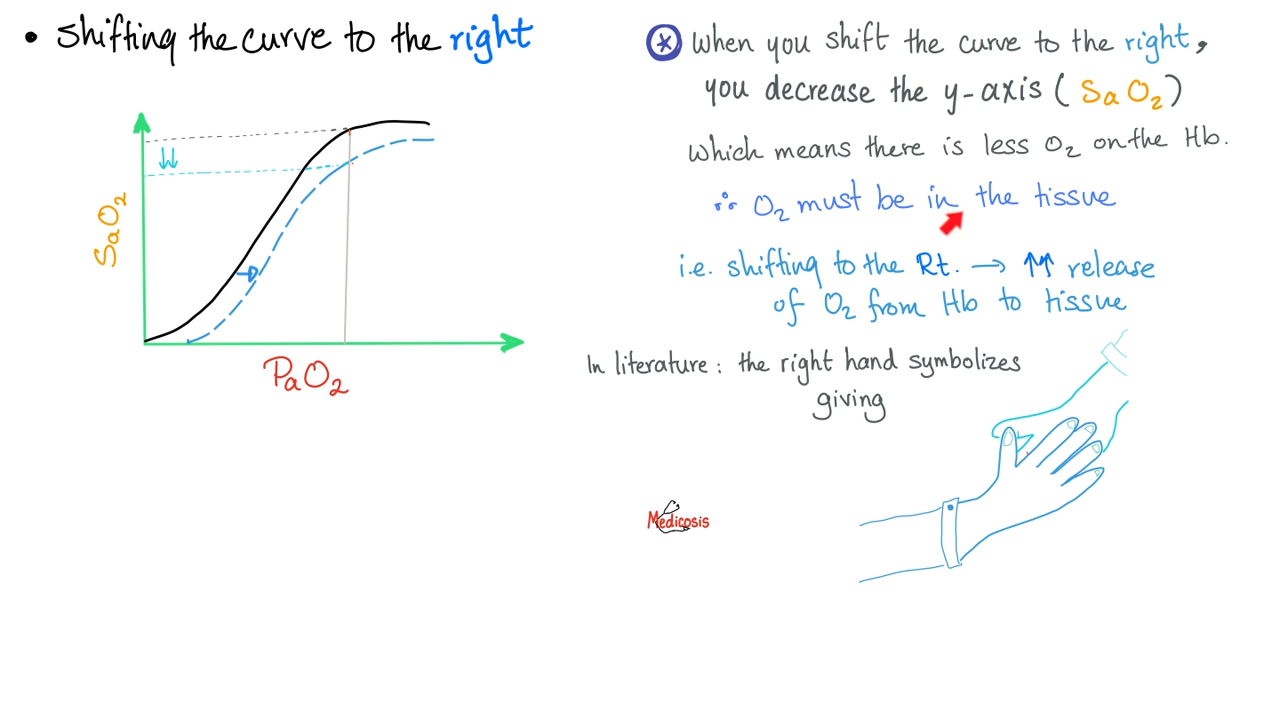 • Shifting the curve to the right
SaO2
PaO2
* When you shift the curve to the right,
you decrease the y-axis (SaO2)
which means there is less O2 on the Hb.
∴ O2 must be in the tissue
i.e. shifting to the Rt. → ↑↑ release
of O2 from Hb to tissue
In literature: the right hand symbolizes
giving
Medicosis